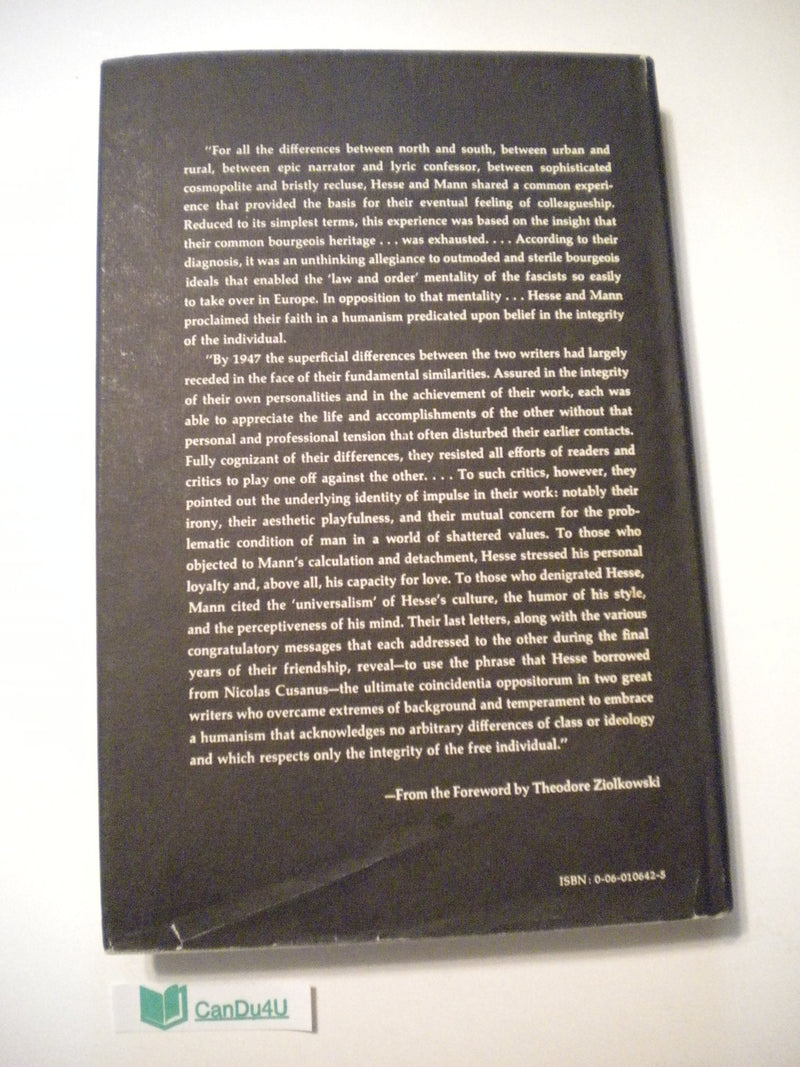 "For all the differences between north and south, between urban and
rural, between epic narrator and lyric confessor, between sophisticated
cosmopolite and bristly recluse, Hesse and Mann shared a common experi-
ence that provided the basis for their eventual feeling of colleagueship.
Reduced to its simplest terms, this experience was based on the insight that
their common bourgeois heritage . . . was exhausted. . . . According to their
diagnosis, it was an unthinking allegiance to outmoded and sterile bourgeois
ideals that enabled the 'law and order' mentality of the fascists so easily
to take over in Europe. In opposition to that mentality . . . Hesse and Mann
proclaimed their faith in a humanism predicated upon belief in the integrity
of the individual.
"By 1947 the superficial differences between the two writers had largely
receded in the face of their fundamental similarities. Assured in the integrity
of their own personalities and in the achievement of their work, each was
able to appreciate the life and accomplishments of the other without that
personal and professional tension that often disturbed their earlier contacts.
Fully cognizant of their differences, they resisted all efforts of readers and
critics to play one off against the other. . . . To such critics, however, they
pointed out the underlying identity of impulse in their work: notably their
irony, their aesthetic playfulness, and their mutual concern for the prob-
lematic condition of man in a world of shattered values. To those who
objected to Mann's calculation and detachment, Hesse stressed his personal
loyalty and, above all, his capacity for love. To those who denigrated Hesse,
Mann cited the 'universalism' of Hesse's culture, the humor of his style,
and the perceptiveness of his mind. Their last letters, along with the various
congratulatory messages that each addressed to the other during the final
years of their friendship, reveal—to use the phrase that Hesse borrowed
from Nicolas Cusanus—the ultimate coincidentia oppositorum in two great
writers who overcame extremes of background and temperament to embrace
a humanism that acknowledges no arbitrary differences of class or ideology
and which respects only the integrity of the free individual."
—From the Foreword by Theodore Ziolkowski
ISBN: 0-06-010642-8
CanDu4U